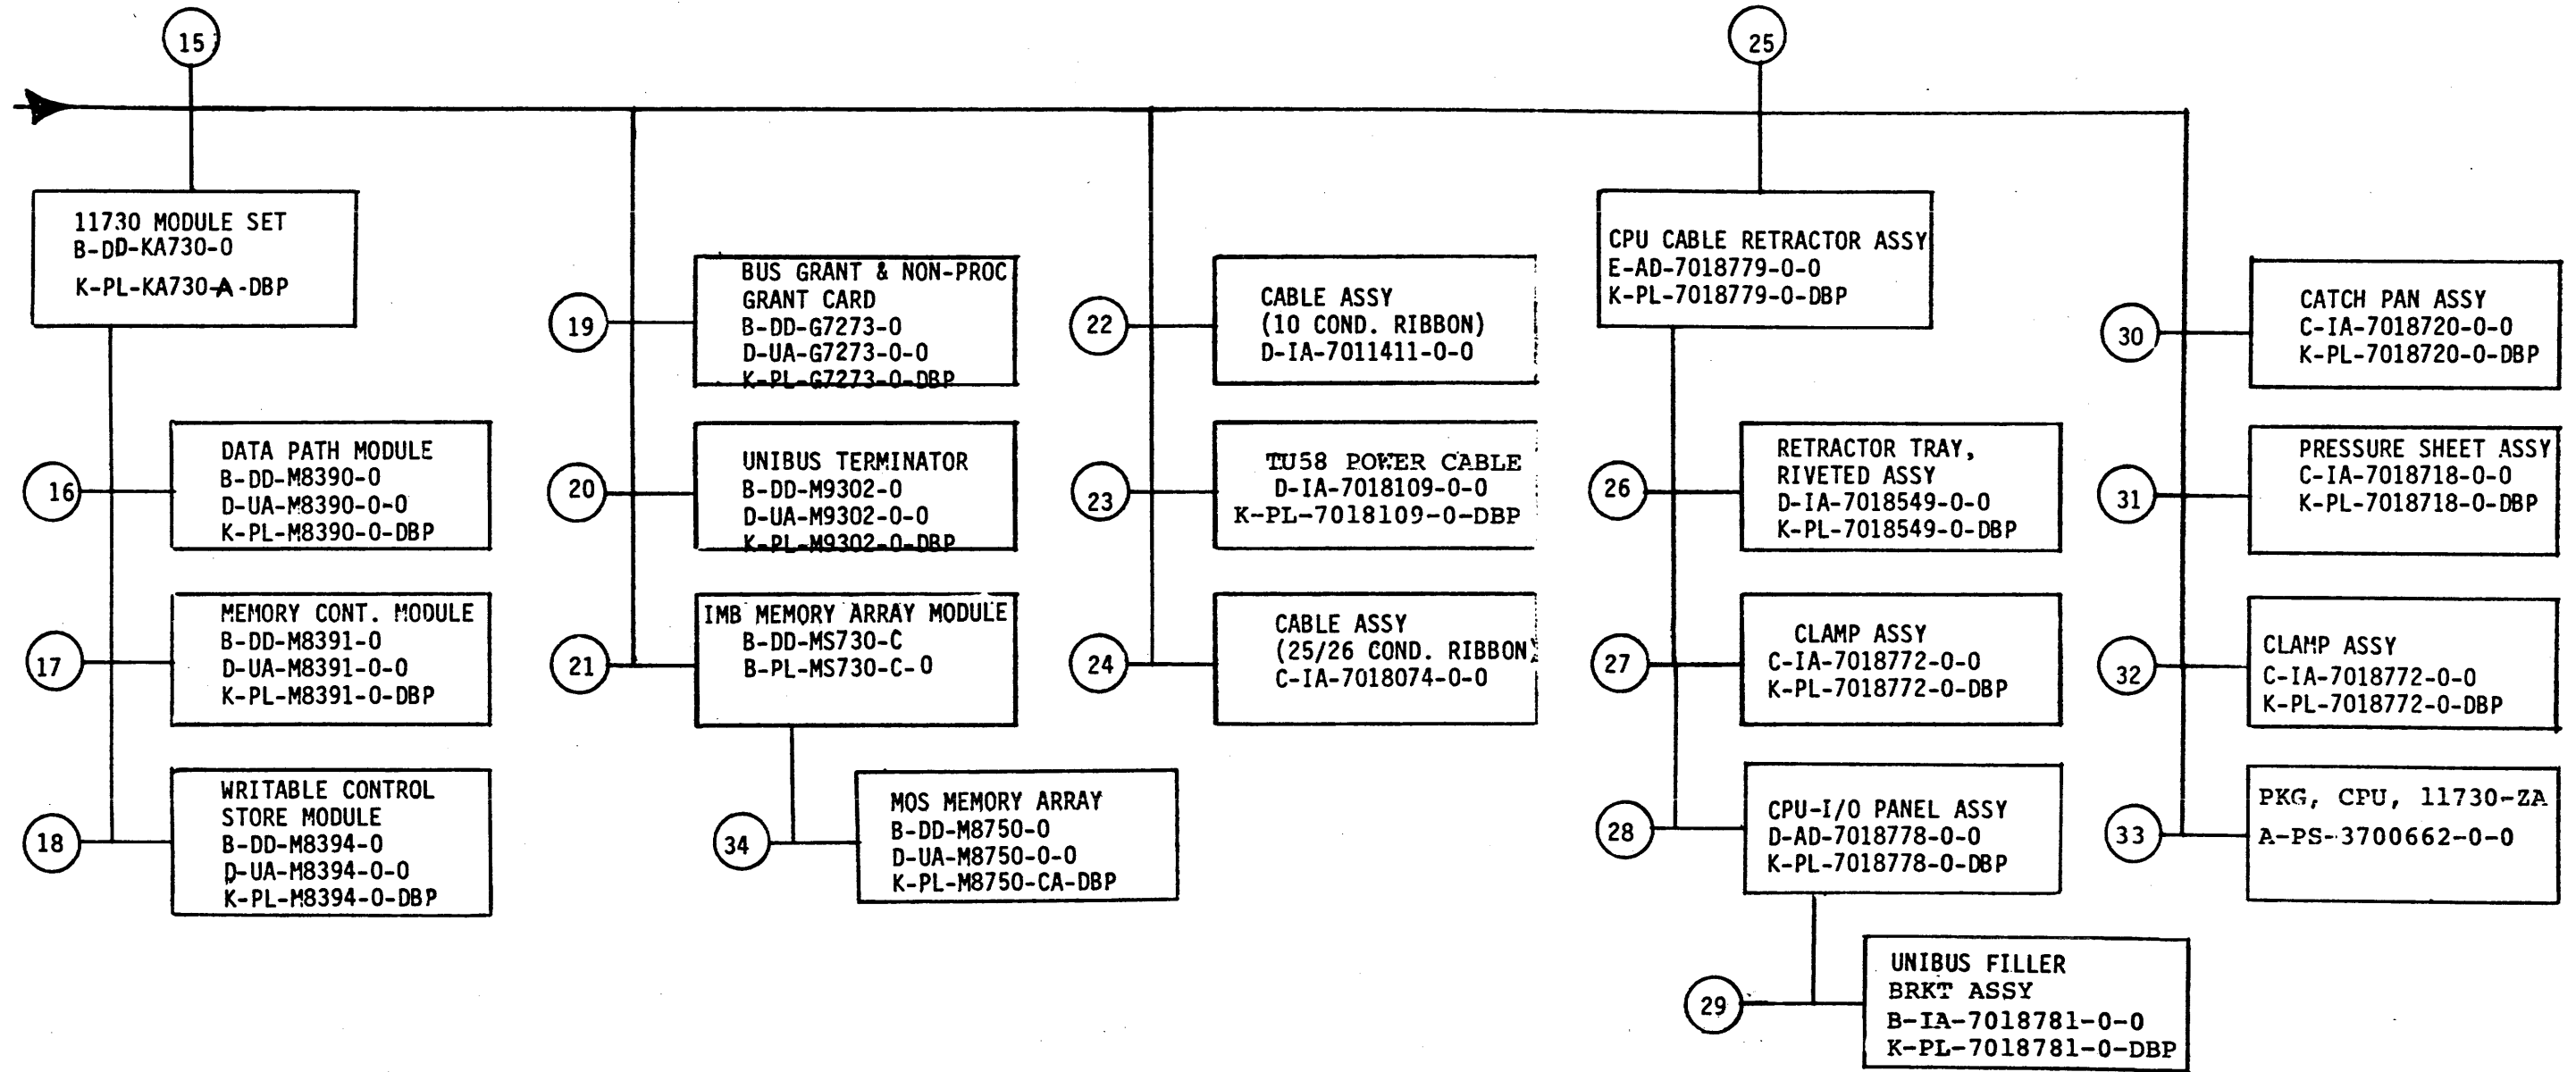 15
11730 MODULE SET
B-DD-KA730-0
K-PL-KA730-A-DBP
16
DATA PATH MODULE
B-DD-M8390-0
D-UA-M8390-0-0
K-PL-M8390-0-DBP
17
MEMORY CONT. MODULE
B-DD-M8391-0
D-UA-M8391-0-0
K-PL-M8391-0-DBP
18
WRITABLE CONTROL
STORE MODULE
B-DD-M8394-0
D-UA-M8394-0-0
K-PL-M8394-0-DBP
19
BUS GRANT & NON-PROC
GRANT CARD
B-DD-G7273-0
D-UA-G7273-0-0
K-PL-G7273-0-DBP
20
UNIBUS TERMINATOR
B-DD-M9302-0
D-UA-M9302-0-0
K-PL-M9302-0-DBP
21
IMB MEMORY ARRAY MODULE
B-DD-MS730-C
B-PL-MS730-C-0
34
MOS MEMORY ARRAY
B-DD-M8750-0
D-UA-M8750-0-0
K-PL-M8750-CA-DBP
22
CABLE ASSY
(10 COND. RIBBON)
D-IA-7011411-0-0
23
TU58 POWER CABLE
D-IA-7018109-0-0
K-PL-7018109-0-DBP
24
CABLE ASSY
(25/26 COND. RIBBON)
C-IA-7018074-0-0
25
CPU CABLE RETRACTOR ASSY
E-AD-7018779-0-0
K-PL-7018779-0-DBP
26
RETRACTOR TRAY,
RIVETED ASSY
D-IA-7018549-0-0
K-PL-7018549-0-DBP
27
CLAMP ASSY
C-IA-7018772-0-0
K-PL-7018772-0-DBP
28
CPU-I/O PANEL ASSY
D-AD-7018778-0-0
K-PL-7018778-0-DBP
29
UNIBUS FILLER
BRKT ASSY
B-IA-7018781-0-0
K-PL-7018781-0-DBP
30
CATCH PAN ASSY
C-IA-7018720-0-0
K-PL-7018720-0-DBP
31
PRESSURE SHEET ASSY
C-IA-7018718-0-0
K-PL-7018718-0-DBP
32
CLAMP ASSY
C-IA-7018772-0-0
K-PL-7018772-0-DBP
33
PKG, CPU, 11730-ZA
A-PS-3700662-0-0